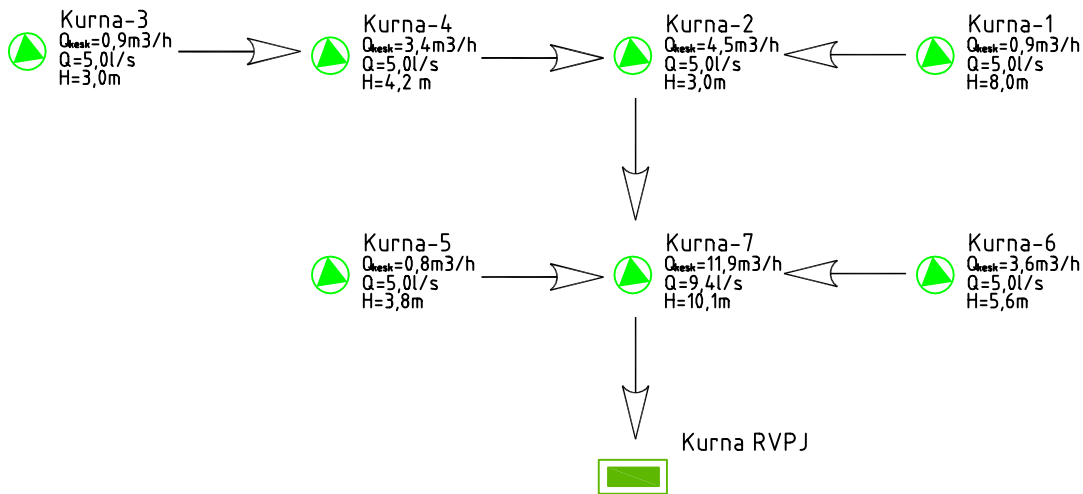 Kurna-3
Qkesk=0,9m3/h
Q=5,0l/s
H=3,0m
Kurna-4
Qkesk=3,4m3/h
Q=5,0l/s
H=4,2 m
Kurna-2
Qkesk=4,5m3/h
Q=5,0l/s
H=3,0m
Kurna-1
Qkesk=0,9m3/h
Q=5,0l/s
H=8,0m
Kurna-5
Qkesk=0,8m3/h
Q=5,0l/s
H=3,8m
Kurna-7
Qkesk=11,9m3/h
Q=9,4l/s
H=10,1m
Kurna-6
Qkesk=3,6m3/h
Q=5,0l/s
H=5,6m
Kurna RVPJ